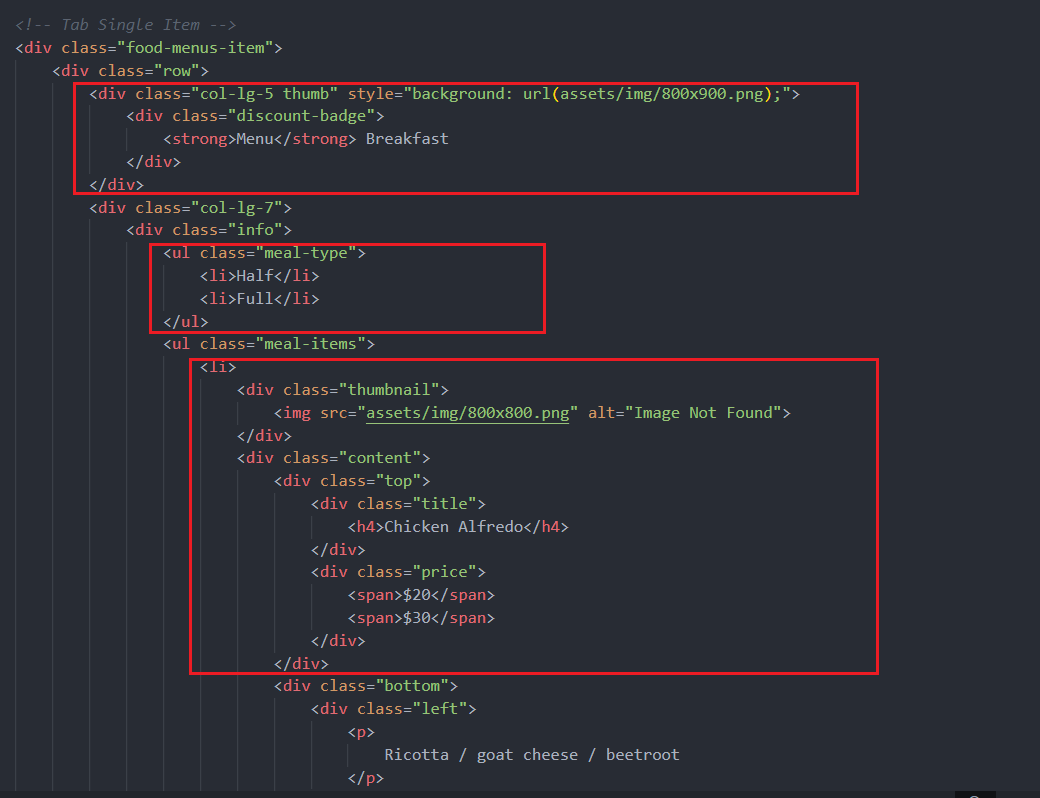 <!-- Tab Single Item -->
<div class="food-menus-item">
<div class="row">
<div class="col-lg-5 thumb" style="background: url(assets/img/800x900.png);">
<div class="discount-badge">
<strong>Menu</strong> Breakfast
</div>
</div>
<div class="col-lg-7">
<div class="info">
<ul class="meal-type">
<li>Half</li>
<li>Full</li>
</ul>
<ul class="meal-items">
<li>
<div class="thumbnail">
<img src="assets/img/800x800.png" alt="Image Not Found">
</div>
<div class="content">
<div class="top">
<div class="title">
<h4>Chicken Alfredo</h4>
</div>
<div class="price">
<span>$20</span>
<span>$30</span>
</div>
</div>
<div class="bottom">
<div class="left">
<p>
Ricotta / goat cheese / beetroot
</p>